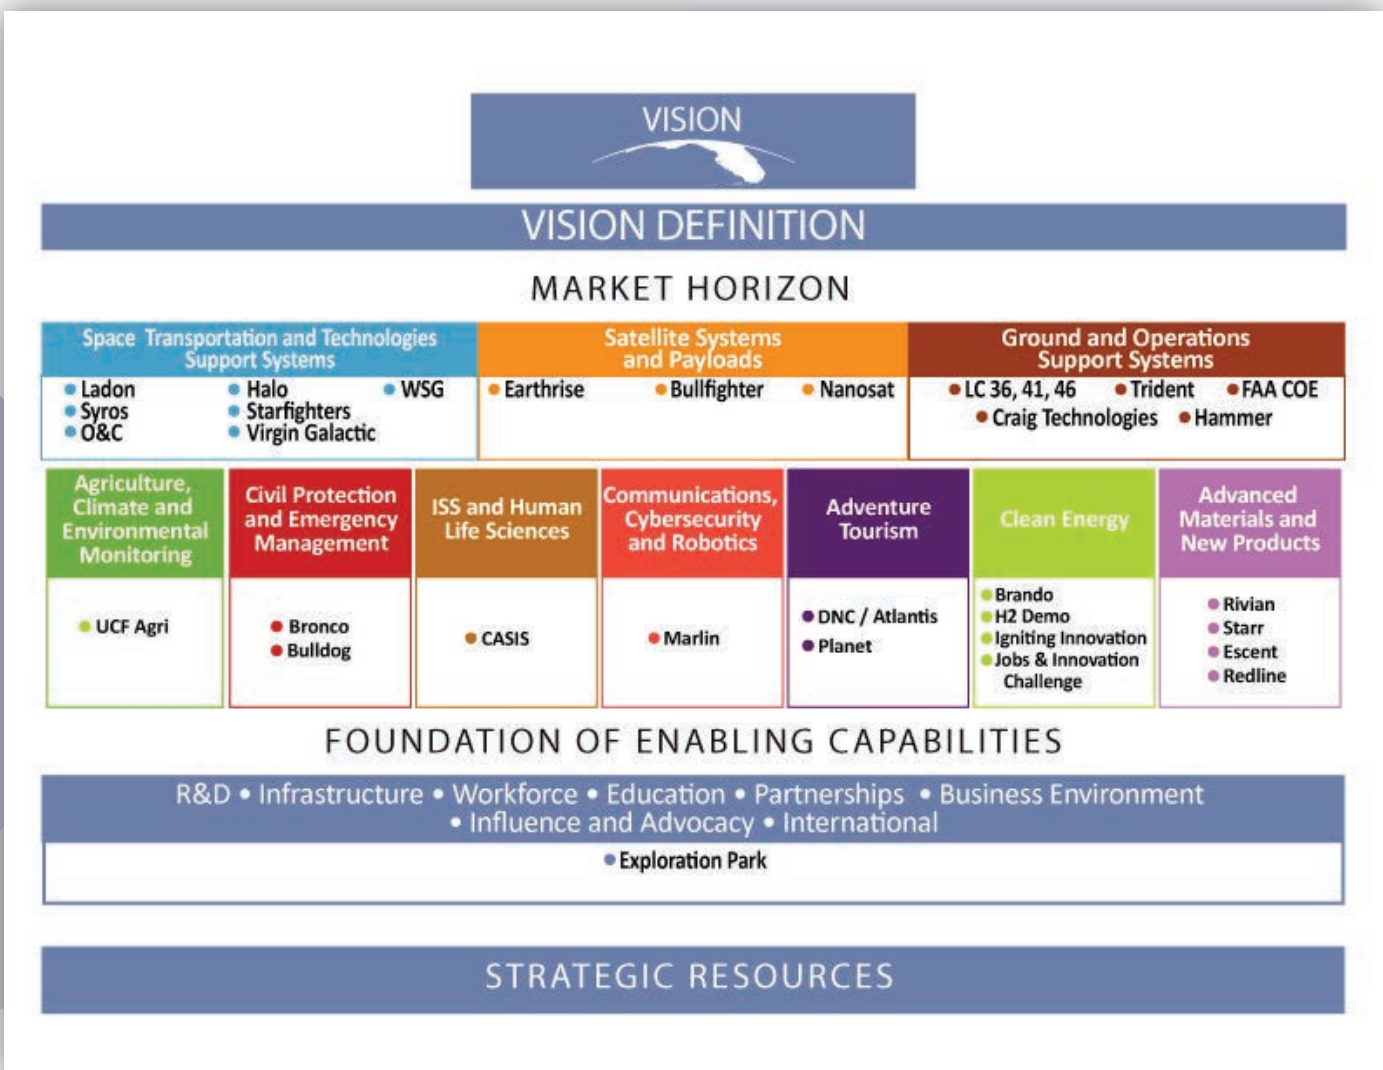 VISION
VISION DEFINITION
MARKET HORIZON
Space Transportation and Technologies
Support Systems
• Ladon
• Syros
• O&C
• Halo
• Starfighters
• Virgin Galactic
• WSG
Satellite Systems
and Payloads
• Earthrise
• Bullfighter
• Nanosat
Ground and Operations
Support Systems
• LC 36, 41, 46 • Trident • FAA COE
• Craig Technologies • Hammer
Agriculture,
Climate and
Environmental
Monitoring
• UCF Agri
Civil Protection
and Emergency
Management
• Bronco
• Bulldog
ISS and Human
Life Sciences
• CASIS
Communications,
Cybersecurity
and Robotics
• Marlin
Adventure
Tourism
• DNC / Atlantis
• Planet
Clean Energy
• Brando
• H2 Demo
• Igniting Innovation
• Jobs & Innovation
Challenge
Advanced
Materials and
New Products
• Rivian
• Starr
• Escent
• Redline
FOUNDATION OF ENABLING CAPABILITIES
R&D • Infrastructure • Workforce • Education • Partnerships • Business Environment
• Influence and Advocacy • International
• Exploration Park
STRATEGIC RESOURCES